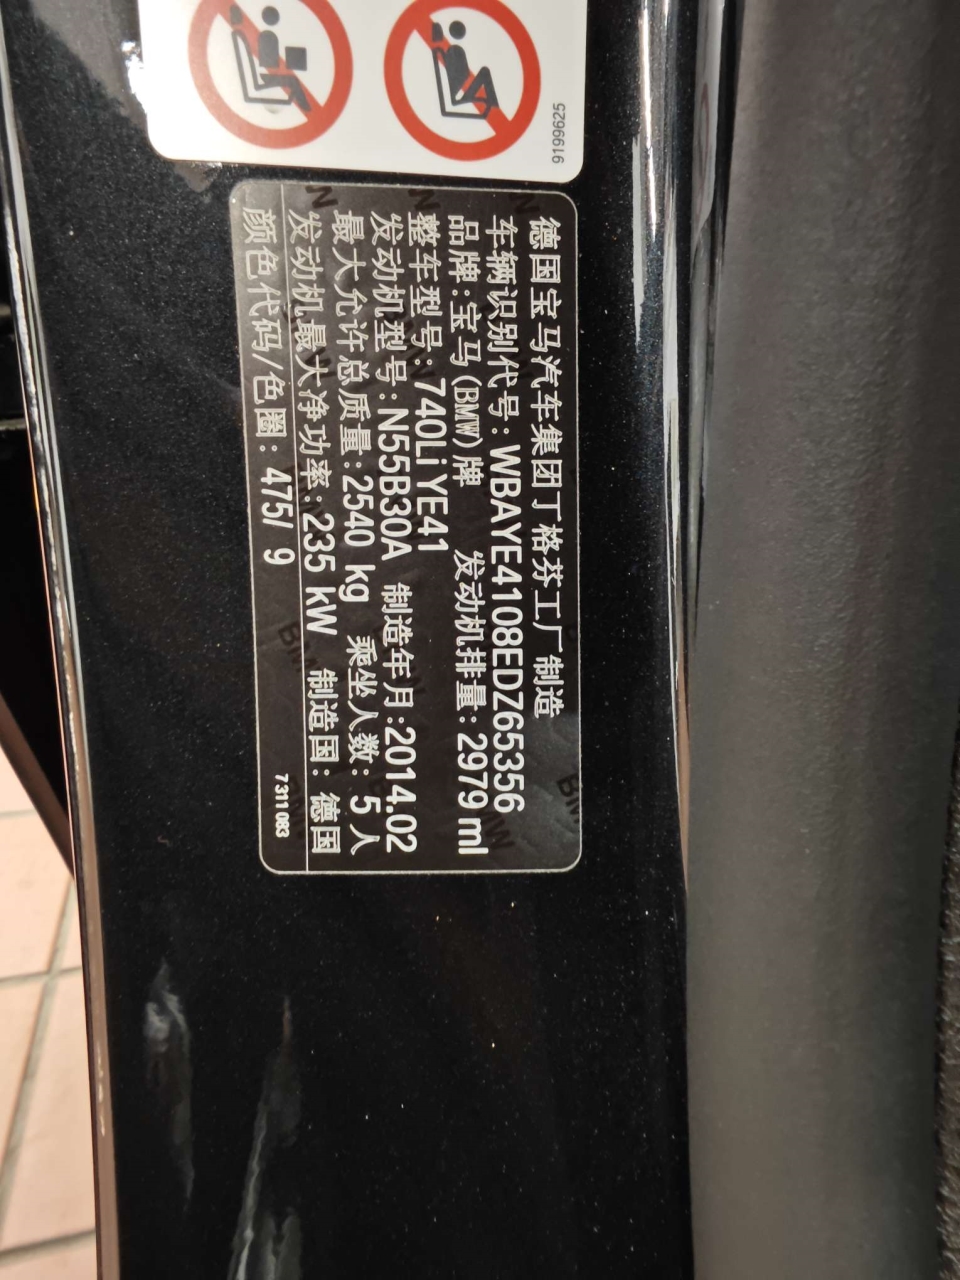 9199625
德国宝马汽车集团丁格芬工厂制造
车辆识别代号: WBAYE4108EDZ65356
品牌:宝马(BMW)牌 发动机排量: 2979 ml
整车型号: 740Li YE41
发动机型号: N55B30A 制造年月:2014.02
最大允许总质量:2540 kg 乘坐人数: 5 人
发动机最大净功率:235 kW 制造国: 德国
颜色代码/色圈: 475/ 9
7311083